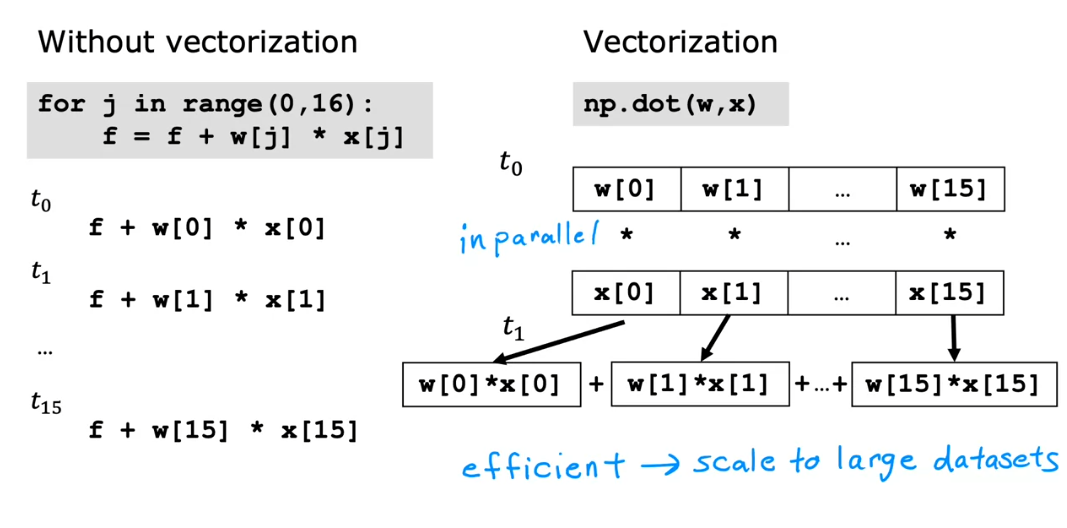 Without vectorization
for j in range(0,16):
f = f + w[j] * x[j]
t0
f + w[0] * x[0]
t1
f + w[1] * x[1]
...
t15
f + w[15] * x[15]
Vectorization
np.dot(w,x)
t0
w[0] w[1] ... w[15]
in parallel * * ... *
x[0] x[1] ... x[15]
t1
w[0]*x[0] + w[1]*x[1] +...+ w[15]*x[15]
efficient → scale to large datasets